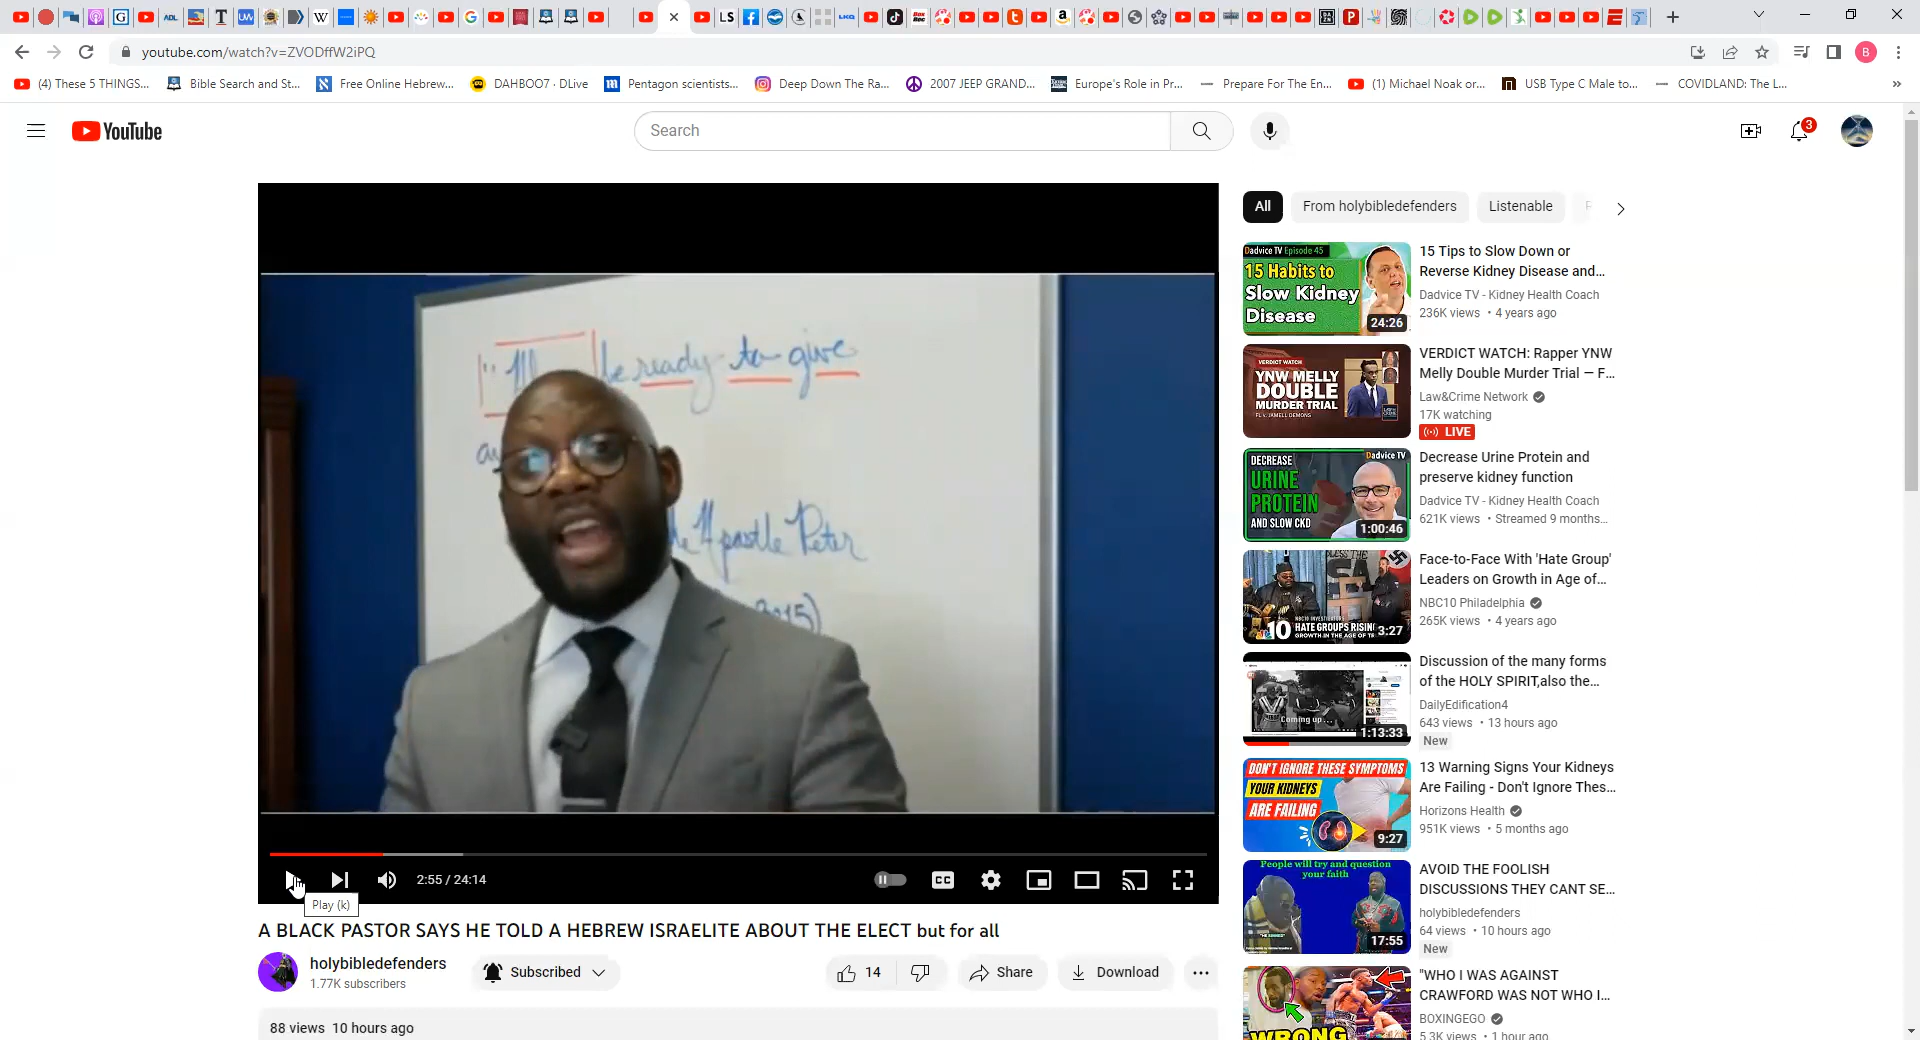 youtube.com/watch?v=ZVODffW2iPQ
B
(4) These 5 THINGS...
Bible Search and St...
Free Online Hebrew...
DAHBOO7 · DLive
Pentagon scientists...
Deep Down The Ra...
2007 JEEP GRAND...
Europe's Role in Pr...
Prepare For The En...
(1) Michael Noak or...
USB Type C Male to...
COVIDLAND: The L...
»
YouTube
Search
3
be ready to give
Apostle Peter
2:55 / 24:14
CC
Play (k)
A BLACK PASTOR SAYS HE TOLD A HEBREW ISRAELITE ABOUT THE ELECT but for all
holybibledefenders
1.77K subscribers
Subscribed
14
Share
Download
88 views 10 hours ago
All
From holybibledefenders
Listenable
Dadvice TV Episode 45
15 Habits to
Slow Kidney
Disease
24:26
15 Tips to Slow Down or
Reverse Kidney Disease and...
Dadvice TV - Kidney Health Coach
236K views • 4 years ago
VERDICT WATCH
YNW MELLY
DOUBLE
MURDER TRIAL
VERDICT WATCH: Rapper YNW
Melly Double Murder Trial — F...
Law&Crime Network
17K watching
LIVE
DECREASE
URINE
PROTEIN
AND SLOW CKD
Dadvice TV
1:00:46
Decrease Urine Protein and
preserve kidney function
Dadvice TV - Kidney Health Coach
621K views • Streamed 9 months...
10
HATE GROUPS RISIN
3:27
Face-to-Face With 'Hate Group'
Leaders on Growth in Age of...
NBC10 Philadelphia
265K views • 4 years ago
Coming up...
1:13:33
Discussion of the many forms
of the HOLY SPIRIT,also the...
DailyEdification4
643 views • 13 hours ago
New
DON'T IGNORE THESE SYMPTOMS
YOUR KIDNEYS
ARE FAILING
9:27
13 Warning Signs Your Kidneys
Are Failing - Don't Ignore Thes...
Horizons Health
951K views • 5 months ago
People will try and question
your faith
17:55
AVOID THE FOOLISH
DISCUSSIONS THEY CANT SE...
holybibledefenders
64 views • 10 hours ago
New
WRONG
"WHO I WAS AGAINST
CRAWFORD WAS NOT WHO I...
BOXINGEGO
5.3K views • 1 hour ago